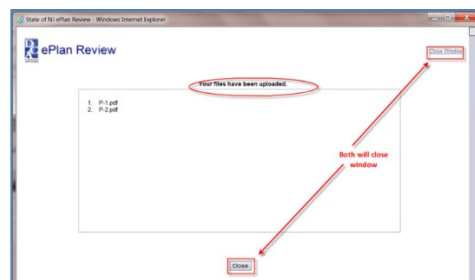 State of NJ ePlan Review - Windows Internet Explorer
ePlan Review
Close Window
Your files have been uploaded.
1. P-1.pdf
2. P-2.pdf
Both will close
window
Close